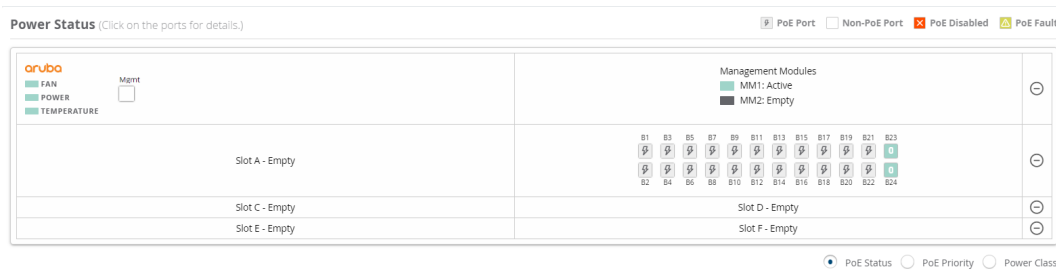 Power Status (Click on the ports for details.)
PoE Port Non-PoE Port PoE Disabled PoE Fault
aruba
FAN
POWER
TEMPERATURE
Mgmt
Management Modules
MM1: Active
MM2: Empty
Slot A - Empty
B1 B3 B5 B7 B9 B11 B13 B15 B17 B19 B21 B23
0
0
B2 B4 B6 B8 B10 B12 B14 B16 B18 B20 B22 B24
Slot C - Empty Slot D - Empty
Slot E - Empty Slot F - Empty
PoE Status PoE Priority Power Class